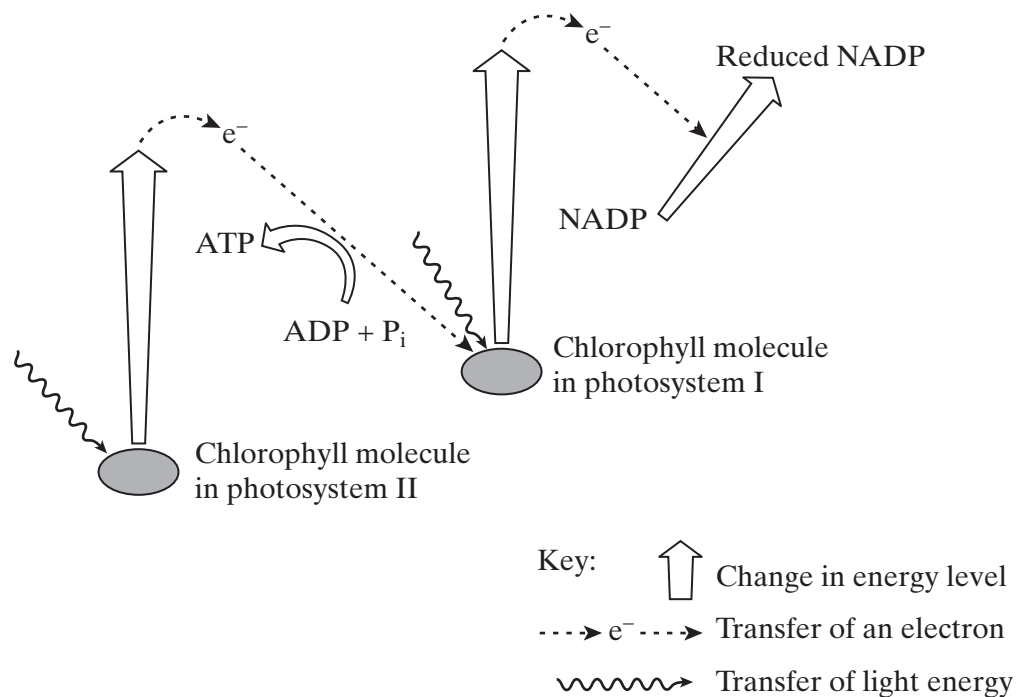 e⁻
Reduced NADP
e⁻
NADP
ATP
ADP + Pᵢ
Chlorophyll molecule
in photosystem I
Chlorophyll molecule
in photosystem II
Key:
Change in energy level
e⁻ Transfer of an electron
Transfer of light energy